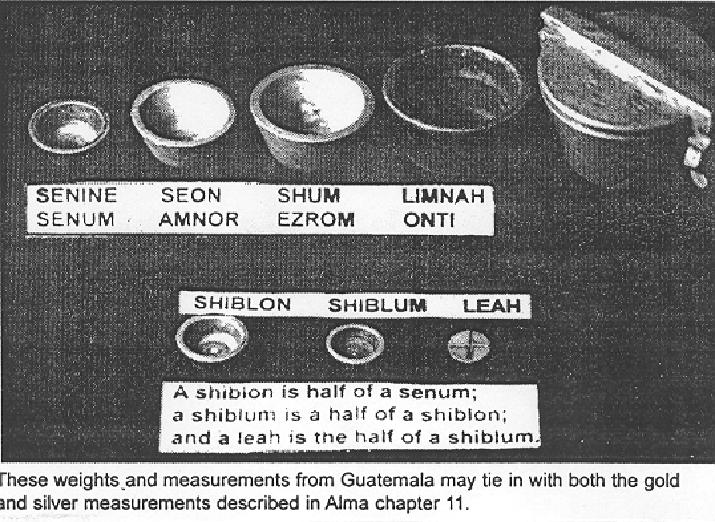 SENINE SEON SHUM LIMNAH
SENUM AMNOR EZROM ONTI
SHIBLON SHIBLUM LEAH
A shiblon is half of a senum;
a shiblum is a half of a shiblon;
and a leah is the half of a shiblum.
These weights and measurements from Guatemala may tie in with both the gold
and silver measurements described in Alma chapter 11.